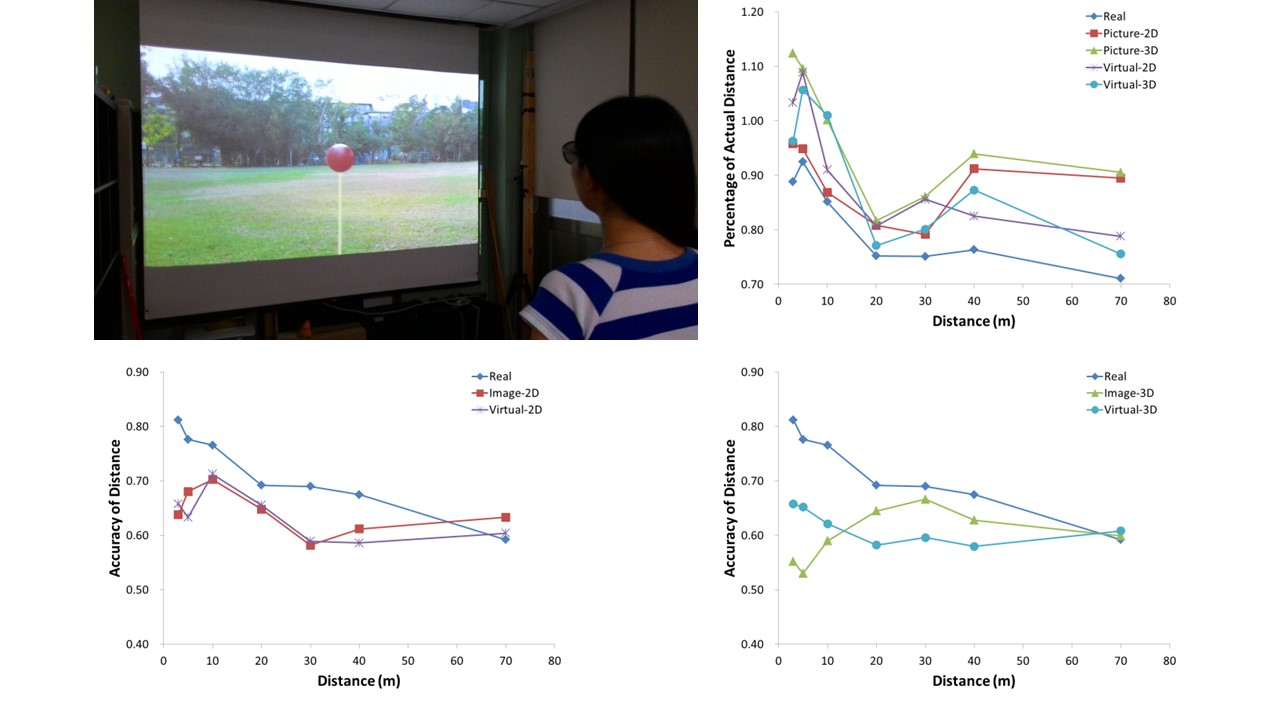 1.20
1.10
1.00
0.90
0.80
0.70
Percentage of Actual Distance
Real
Picture-2D
Picture-3D
Virtual-2D
Virtual-3D
0 10 20 30 40 50 60 70 80
Distance (m)
0.90
0.80
0.70
0.60
0.50
0.40
Accuracy of Distance
Real
Image-2D
Virtual-2D
0 10 20 30 40 50 60 70 80
Distance (m)
0.90
0.80
0.70
0.60
0.50
0.40
Accuracy of Distance
Real
Image-3D
Virtual-3D
0 10 20 30 40 50 60 70 80
Distance (m)